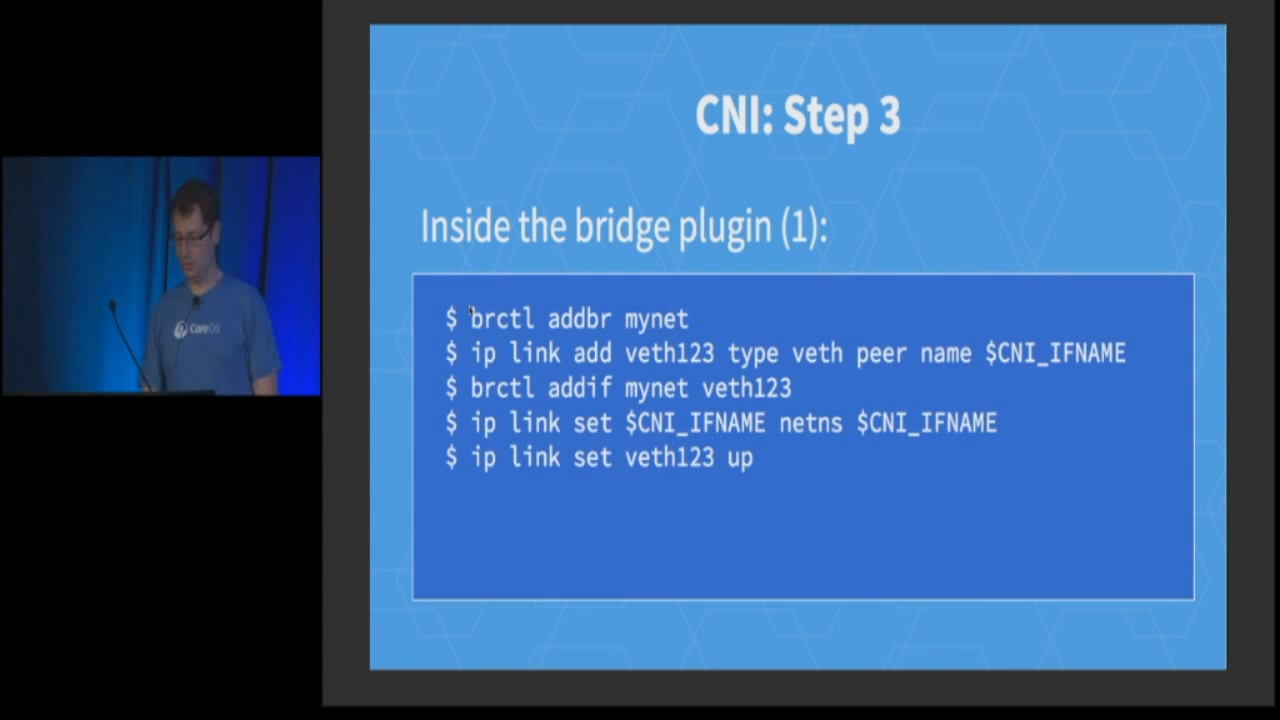 CNI: Step 3
Inside the bridge plugin (1):
$ brctl addbr mynet
$ ip link add veth123 type veth peer name $CNI_IFNAME
$ brctl addif mynet veth123
$ ip link set $CNI_IFNAME netns $CNI_IFNAME
$ ip link set veth123 up
CoreOS